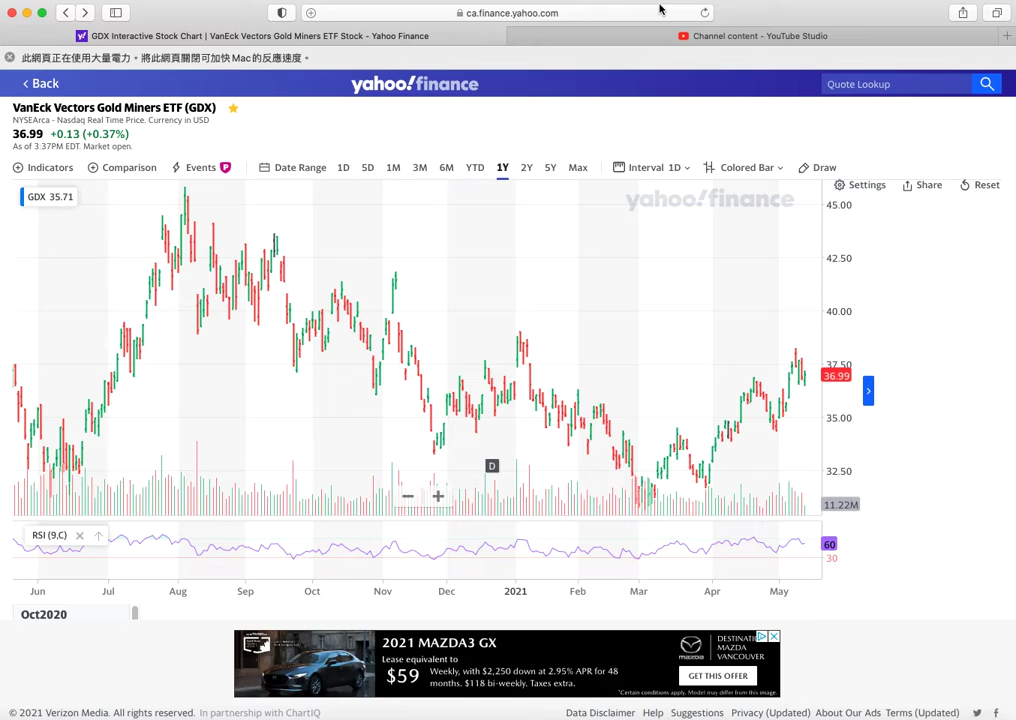 ca.finance.yahoo.com
GDX Interactive Stock Chart | VanEck Vectors Gold Miners ETF Stock - Yahoo Finance
Channel content - YouTube Studio
此網頁正在使用大量電力。將此網頁關閉可加快Mac的反應速度。
Back
yahoo!finance
Quote Lookup
VanEck Vectors Gold Miners ETF (GDX)
NYSEArca - Nasdaq Real Time Price. Currency in USD
36.99 +0.13 (+0.37%)
As of 3:37PM EDT. Market open.
Indicators Comparison Events P Date Range 1D 5D 1M 3M 6M YTD 1Y 2Y 5Y Max Interval 1D Colored Bar Draw
Settings Share Reset
GDX 35.71
yahoo!finance
45.00
42.50
40.00
37.50
36.99
35.00
32.50
D
11.22M
RSI (9,C)
60
30
Jun Jul Aug Sep Oct Nov Dec 2021 Feb Mar Apr May
Oct2020
2021 MAZDA3 GX
Lease equivalent to
$59 Weekly, with $2,250 down at 2.95% APR for 48 months. $118 bi-weekly. Taxes extra.
DESTINATI
MAZDA
VANCOUVER
GET THIS OFFER
*Certain conditions apply. Model may differ from this image.
© 2021 Verizon Media. All rights reserved. In partnership with ChartIQ
Data Disclaimer Help Suggestions Privacy (Updated) About Our Ads Terms (Updated)